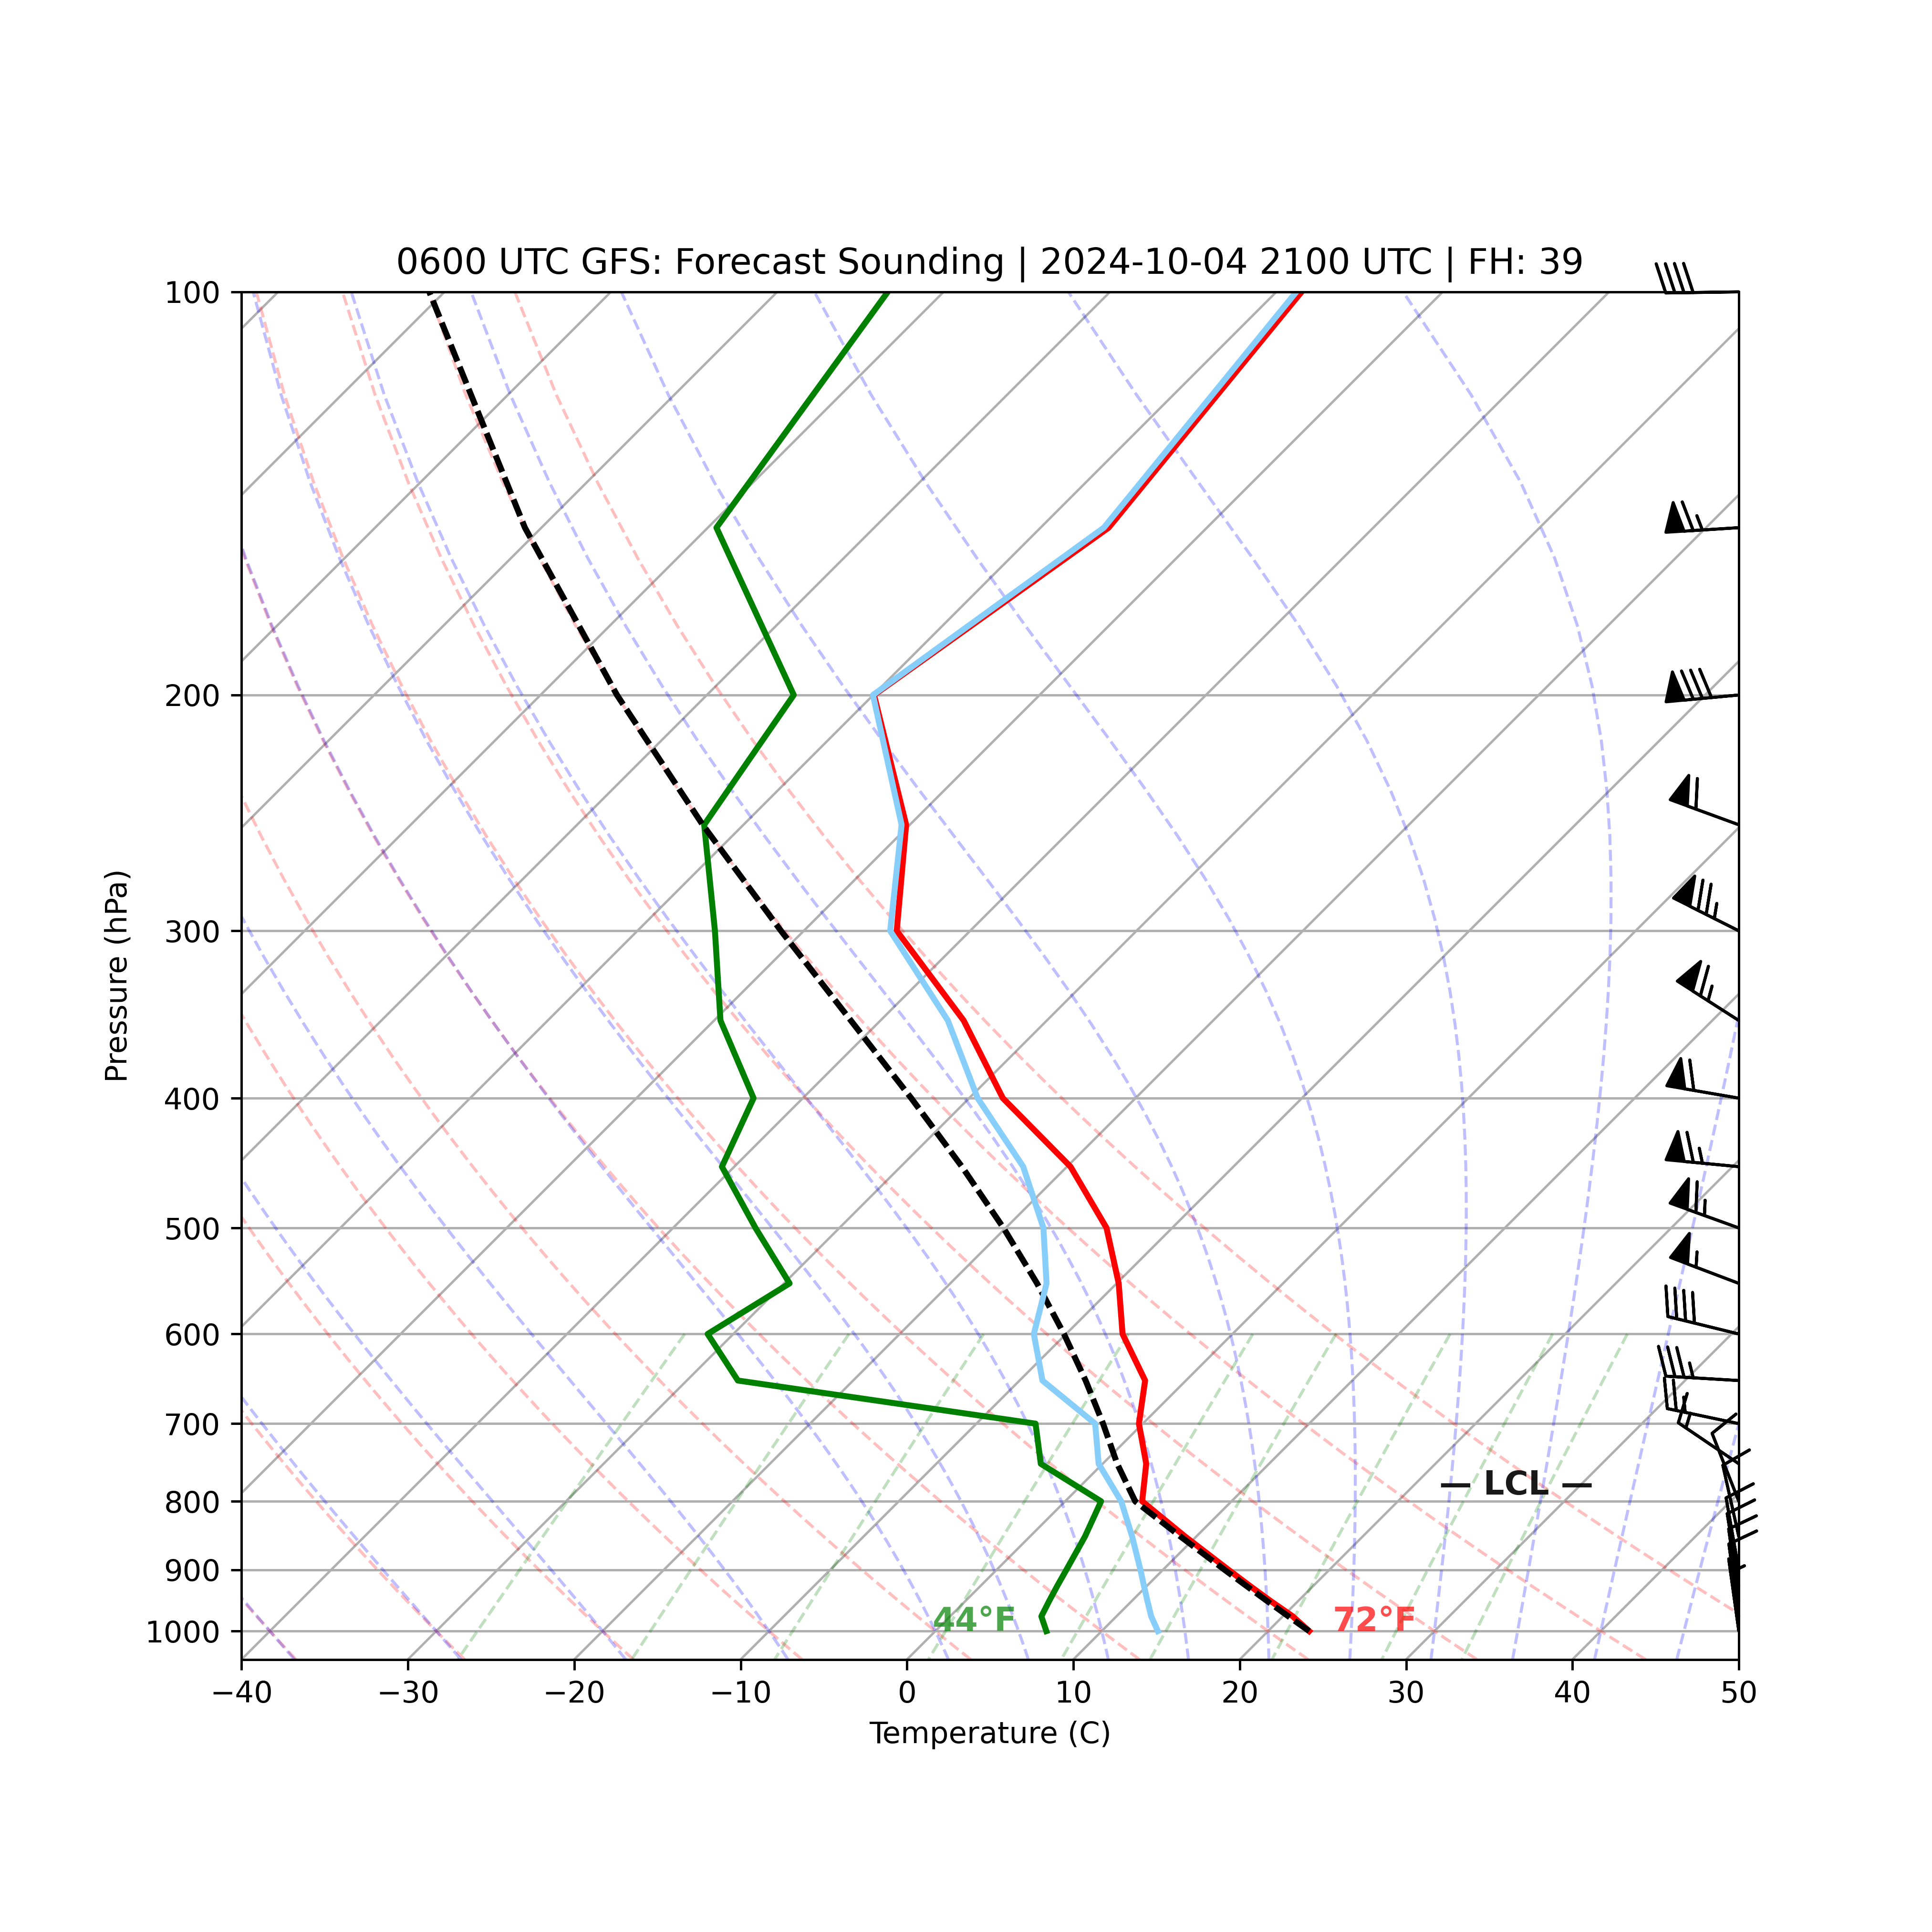 0600 UTC GFS: Forecast Sounding | 2024-10-04 2100 UTC | FH: 39
100
200
300
400
500
600
700
800
900
1000
Pressure (hPa)
— LCL —
44°F
72°F
−40 −30 −20 −10 0 10 20 30 40 50
Temperature (C)